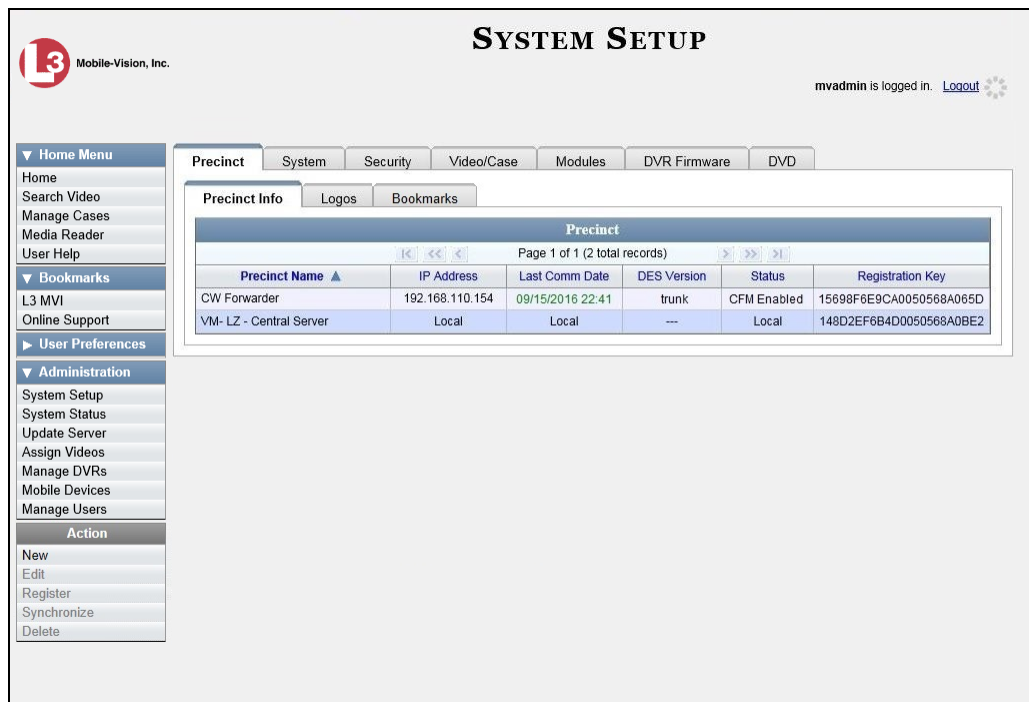 SYSTEM SETUP
L3 Mobile-Vision, Inc.
mvadmin is logged in. Logout
▼ Home Menu
Home
Search Video
Manage Cases
Media Reader
User Help
▼ Bookmarks
L3 MVI
Online Support
► User Preferences
▼ Administration
System Setup
System Status
Update Server
Assign Videos
Manage DVRs
Mobile Devices
Manage Users
Action
New
Edit
Register
Synchronize
Delete
Precinct System Security Video/Case Modules DVR Firmware DVD
Precinct Info Logos Bookmarks
Precinct
|< << < Page 1 of 1 (2 total records) > >> >|
Precinct Name ▲ IP Address Last Comm Date DES Version Status Registration Key
CW Forwarder 192.168.110.154 09/15/2016 22:41 trunk CFM Enabled 15698F6E9CA0050568A065D
VM- LZ - Central Server Local Local --- Local 148D2EF6B4D0050568A0BE2